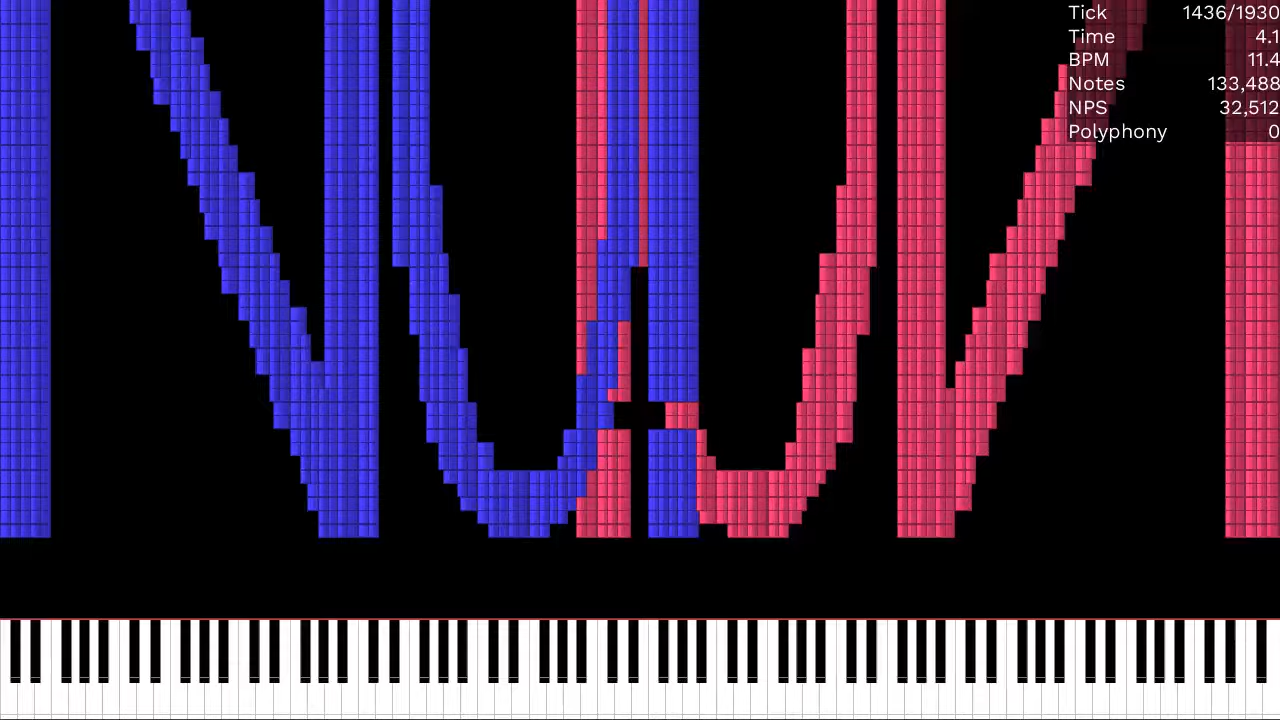 Tick 1436/1930
Time 4.1
BPM 11.4
Notes 133,488
NPS 32,512
Polyphony 0